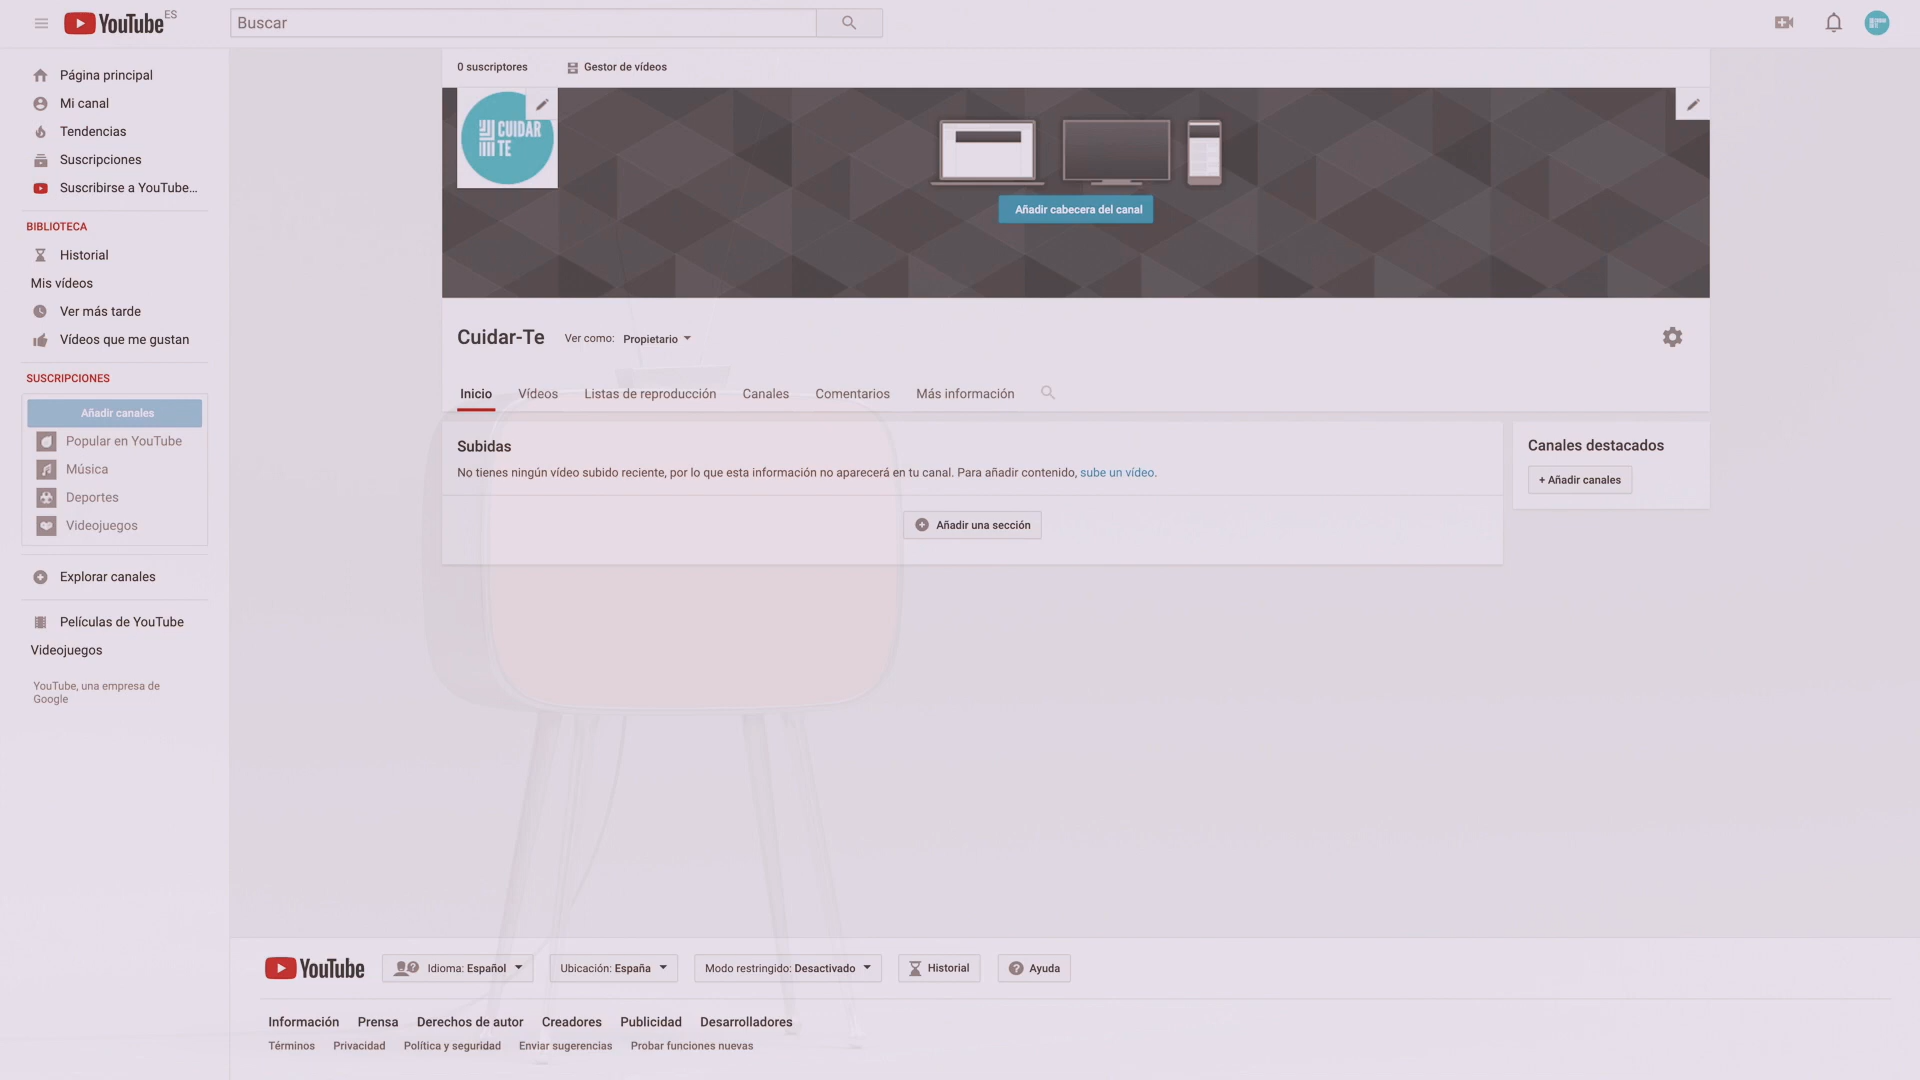 YouTube ES
Buscar
Página principal
Mi canal
Tendencias
Suscripciones
Suscribirse a YouTube...
BIBLIOTECA
Historial
Mis vídeos
Ver más tarde
Vídeos que me gustan
SUSCRIPCIONES
Añadir canales
Popular en YouTube
Música
Deportes
Videojuegos
Explorar canales
Películas de YouTube
Videojuegos
YouTube, una empresa de
Google
0 suscriptores Gestor de vídeos
CUIDAR
TE
Añadir cabecera del canal
Cuidar-Te Ver como: Propietario
Inicio Vídeos Listas de reproducción Canales Comentarios Más información
Subidas
No tienes ningún vídeo subido reciente, por lo que esta información no aparecerá en tu canal. Para añadir contenido, sube un vídeo.
Añadir una sección
Canales destacados
+ Añadir canales
YouTube Idioma: Español Ubicación: España Modo restringido: Desactivado Historial Ayuda
Información Prensa Derechos de autor Creadores Publicidad Desarrolladores
Términos Privacidad Política y seguridad Enviar sugerencias Probar funciones nuevas